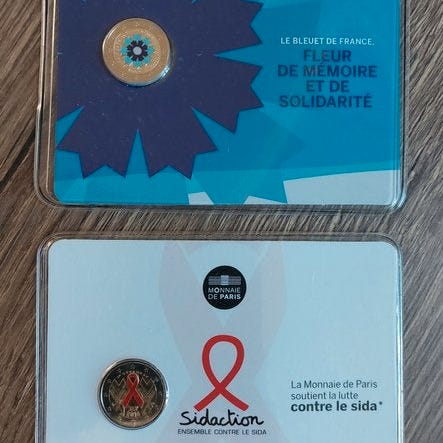 LE BLEUET DE FRANCE,
FLEUR
DE MÉMOIRE
ET DE
SOLIDARITÉ
MONNAIE
DE PARIS
Sidaction
ENSEMBLE CONTRE LE SIDA
La Monnaie de Paris
soutient la lutte
contre le sida*